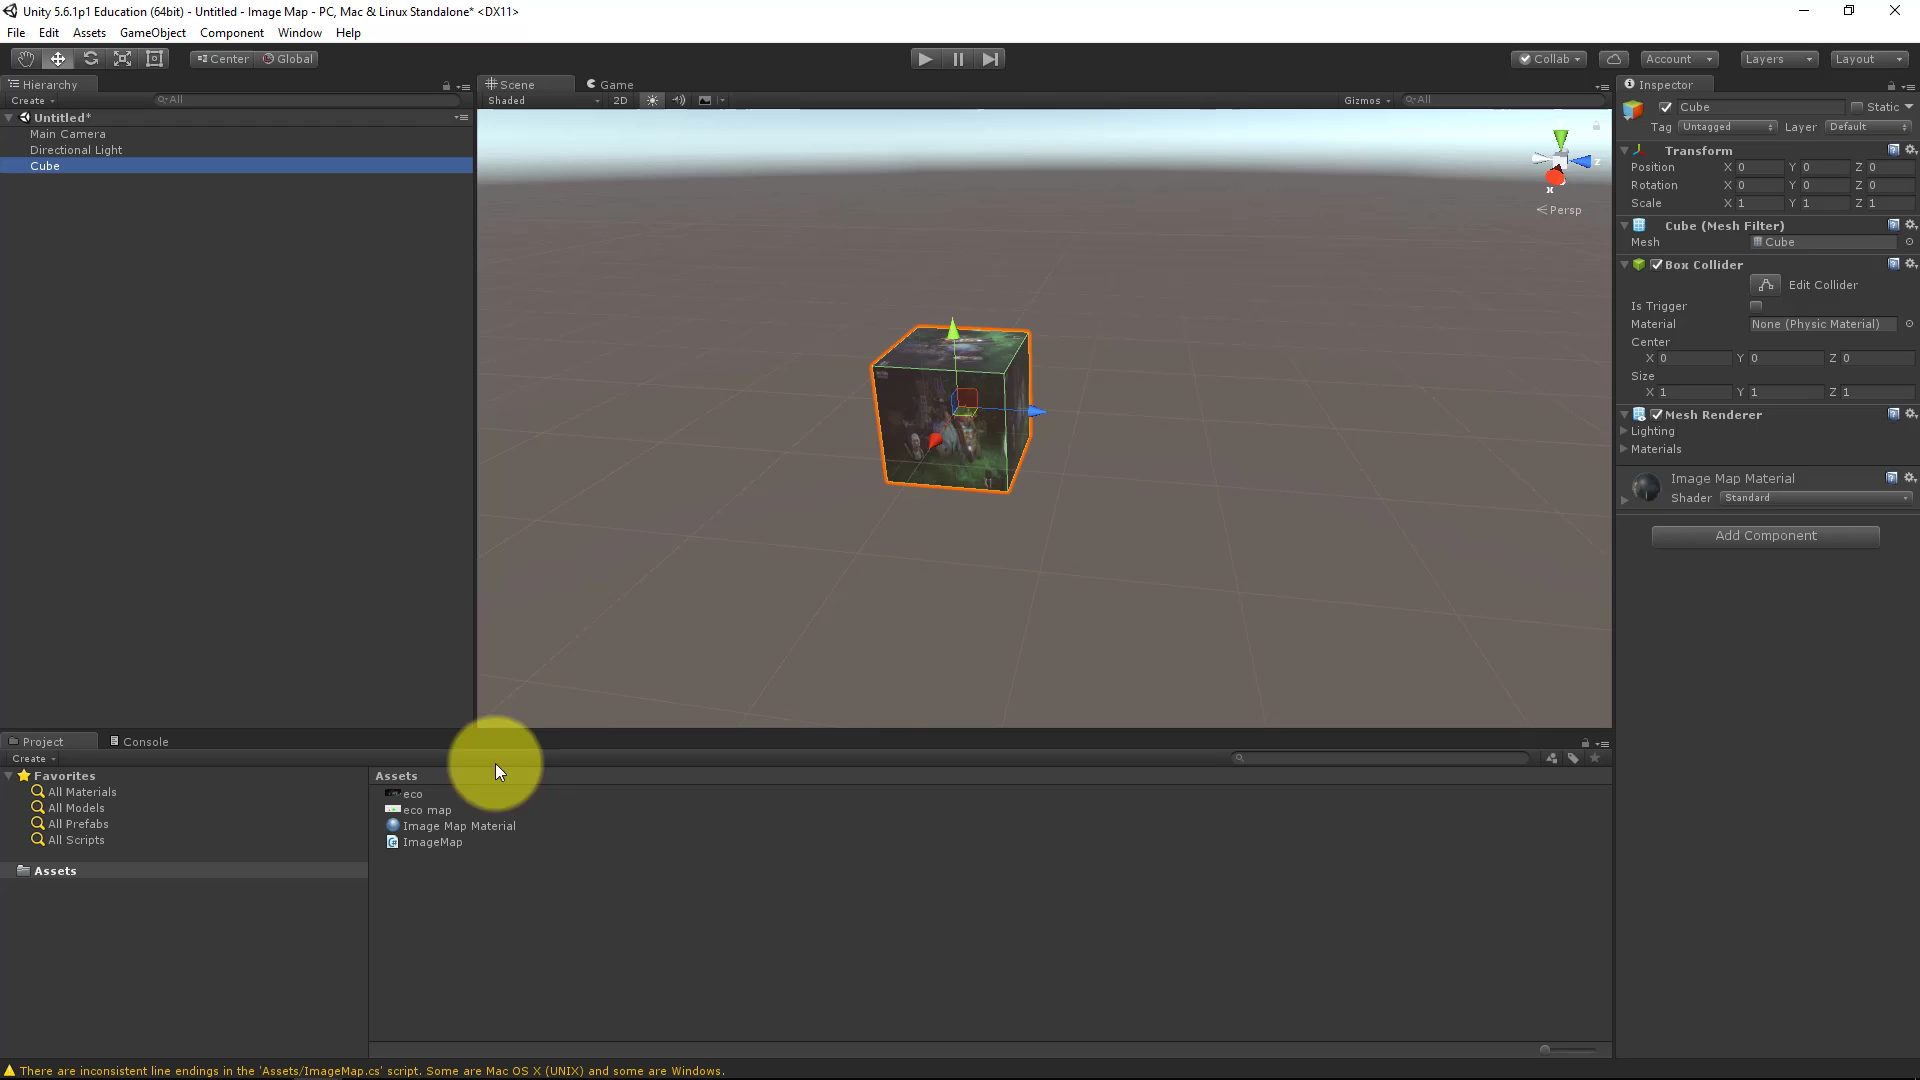 Unity 5.6.1p1 Education (64bit) - Untitled - Image Map - PC, Mac & Linux Standalone* <DX11>
File Edit Assets GameObject Component Window Help
Center Global Collab Account Layers Layout
Hierarchy
Create All
Untitled*
Main Camera
Directional Light
Cube
Scene Game
Shaded 2D Gizmos All
z
x
Persp
Inspector
Cube Static
Tag Untagged Layer Default
Transform
Position X 0 Y 0 Z 0
Rotation X 0 Y 0 Z 0
Scale X 1 Y 1 Z 1
Cube (Mesh Filter)
Mesh Cube
Box Collider
Edit Collider
Is Trigger
Material None (Physic Material)
Center
X 0 Y 0 Z 0
Size
X 1 Y 1 Z 1
Mesh Renderer
Lighting
Materials
Image Map Material
Shader Standard
Add Component
Project Console
Create
Favorites
All Materials
All Models
All Prefabs
All Scripts
Assets
Assets
eco
eco map
Image Map Material
ImageMap
There are inconsistent line endings in the 'Assets/ImageMap.cs' script. Some are Mac OS X (UNIX) and some are Windows.